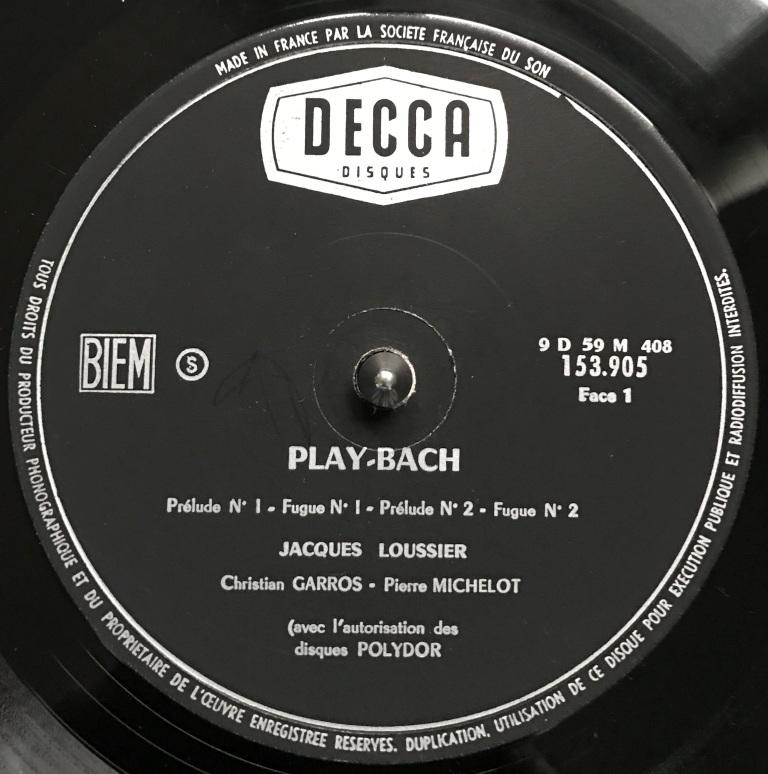 MADE IN FRANCE PAR LA SOCIETE FRANÇAISE DU SON
DECCA
DISQUES
BIEM
S
9 D 59 M 408
153.905
Face 1
PLAY-BACH
Prélude N° 1 - Fugue N° 1 - Prélude N° 2 - Fugue N° 2
JACQUES LOUSSIER
Christian GARROS - Pierre MICHELOT
(avec l'autorisation des
disques POLYDOR
TOUS DROITS DU PRODUCTEUR PHONOGRAPHIQUE ET DU PROPRIETAIRE DE L'ŒUVRE ENREGISTREE RESERVES. DUPLICATION, UTILISATION DE CE DISQUE POUR EXECUTION PUBLIQUE ET RADIODIFFUSION INTERDITES.